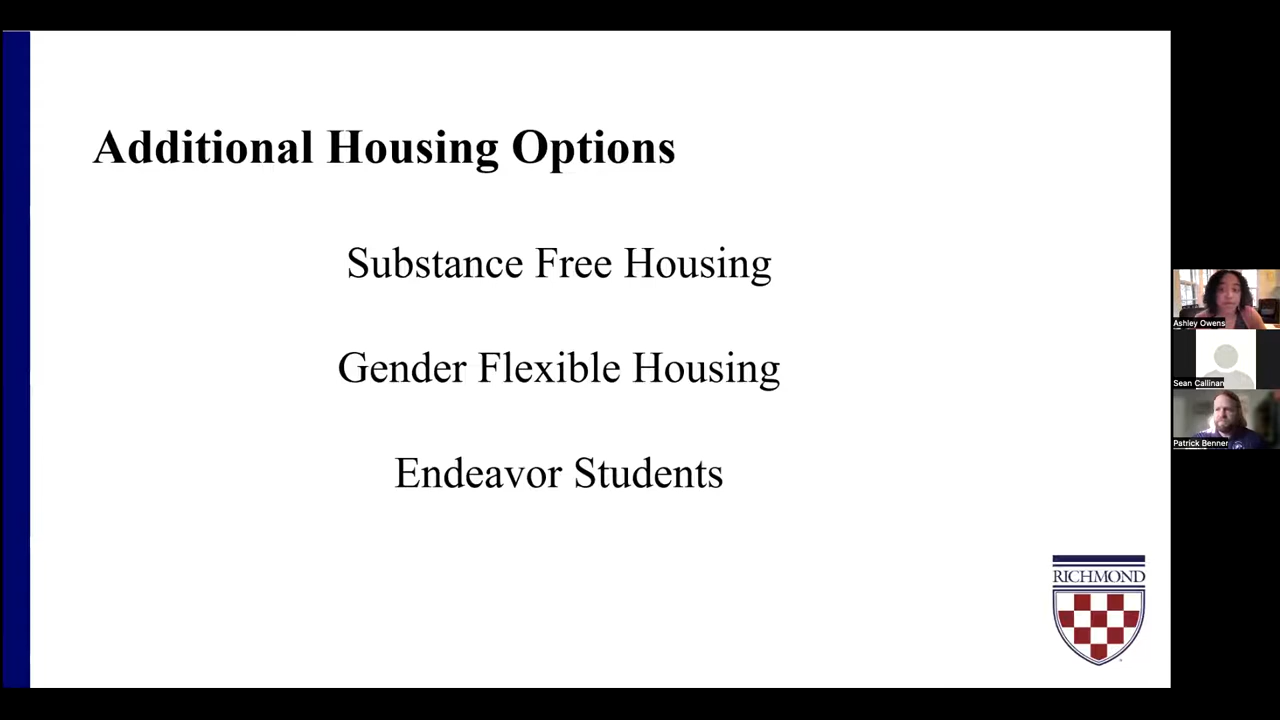 Additional Housing Options
Substance Free Housing
Gender Flexible Housing
Endeavor Students
RICHMOND
Ashley Owens
Sean Callinan
Patrick Benner